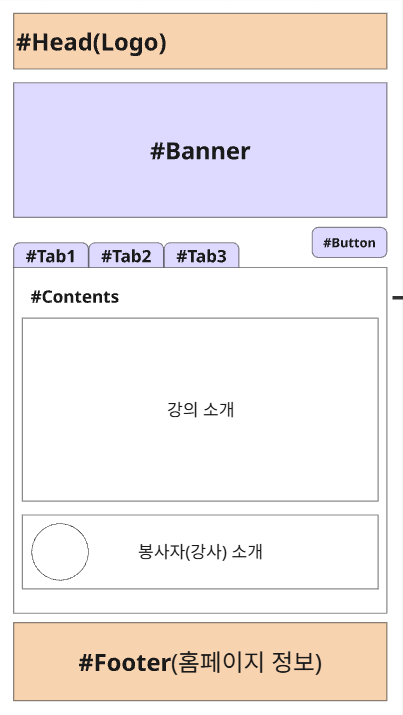 #Head(Logo)
#Banner
#Button
#Tab1 #Tab2 #Tab3
#Contents
강의 소개
봉사자(강사) 소개
#Footer(홈페이지 정보)